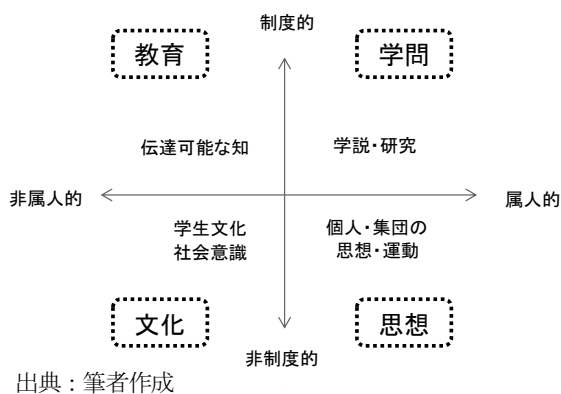 制度的
教育
学問
伝達可能な知
学説・研究
非属人的
属人的
学生文化
社会意識
個人・集団の
思想・運動
文化
思想
非制度的
出典：筆者作成